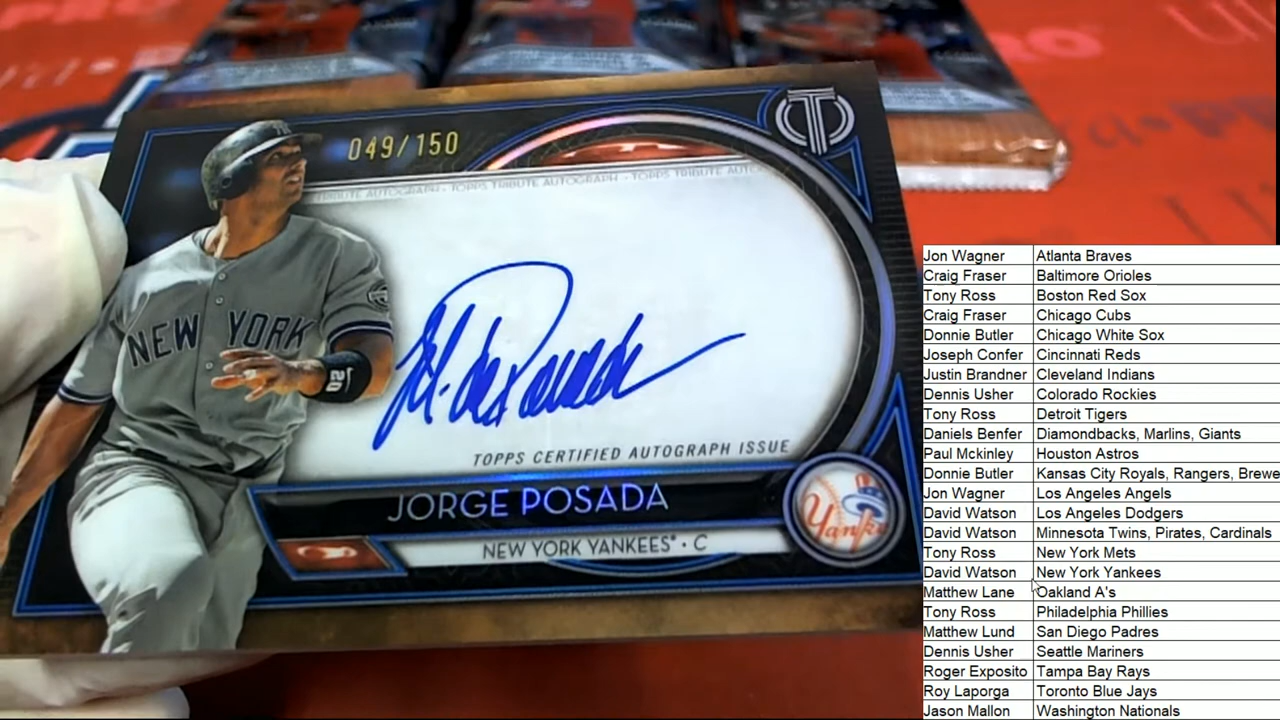 049/150
TOPPS TRIBUTE AUTOGRAPH · TOPPS TRIBUTE
NEW YORK
20
TOPPS CERTIFIED AUTOGRAPH ISSUE
JORGE POSADA
NEW YORK YANKEES® · C
Jon Wagner Atlanta Braves
Craig Fraser Baltimore Orioles
Tony Ross Boston Red Sox
Craig Fraser Chicago Cubs
Donnie Butler Chicago White Sox
Joseph Confer Cincinnati Reds
Justin Brandner Cleveland Indians
Dennis Usher Colorado Rockies
Tony Ross Detroit Tigers
Daniels Benfer Diamondbacks, Marlins, Giants
Paul Mckinley Houston Astros
Donnie Butler Kansas City Royals, Rangers, Brewe
Jon Wagner Los Angeles Angels
David Watson Los Angeles Dodgers
David Watson Minnesota Twins, Pirates, Cardinals
Tony Ross New York Mets
David Watson New York Yankees
Matthew Lane Oakland A's
Tony Ross Philadelphia Phillies
Matthew Lund San Diego Padres
Dennis Usher Seattle Mariners
Roger Exposito Tampa Bay Rays
Roy Laporga Toronto Blue Jays
Jason Mallon Washington Nationals